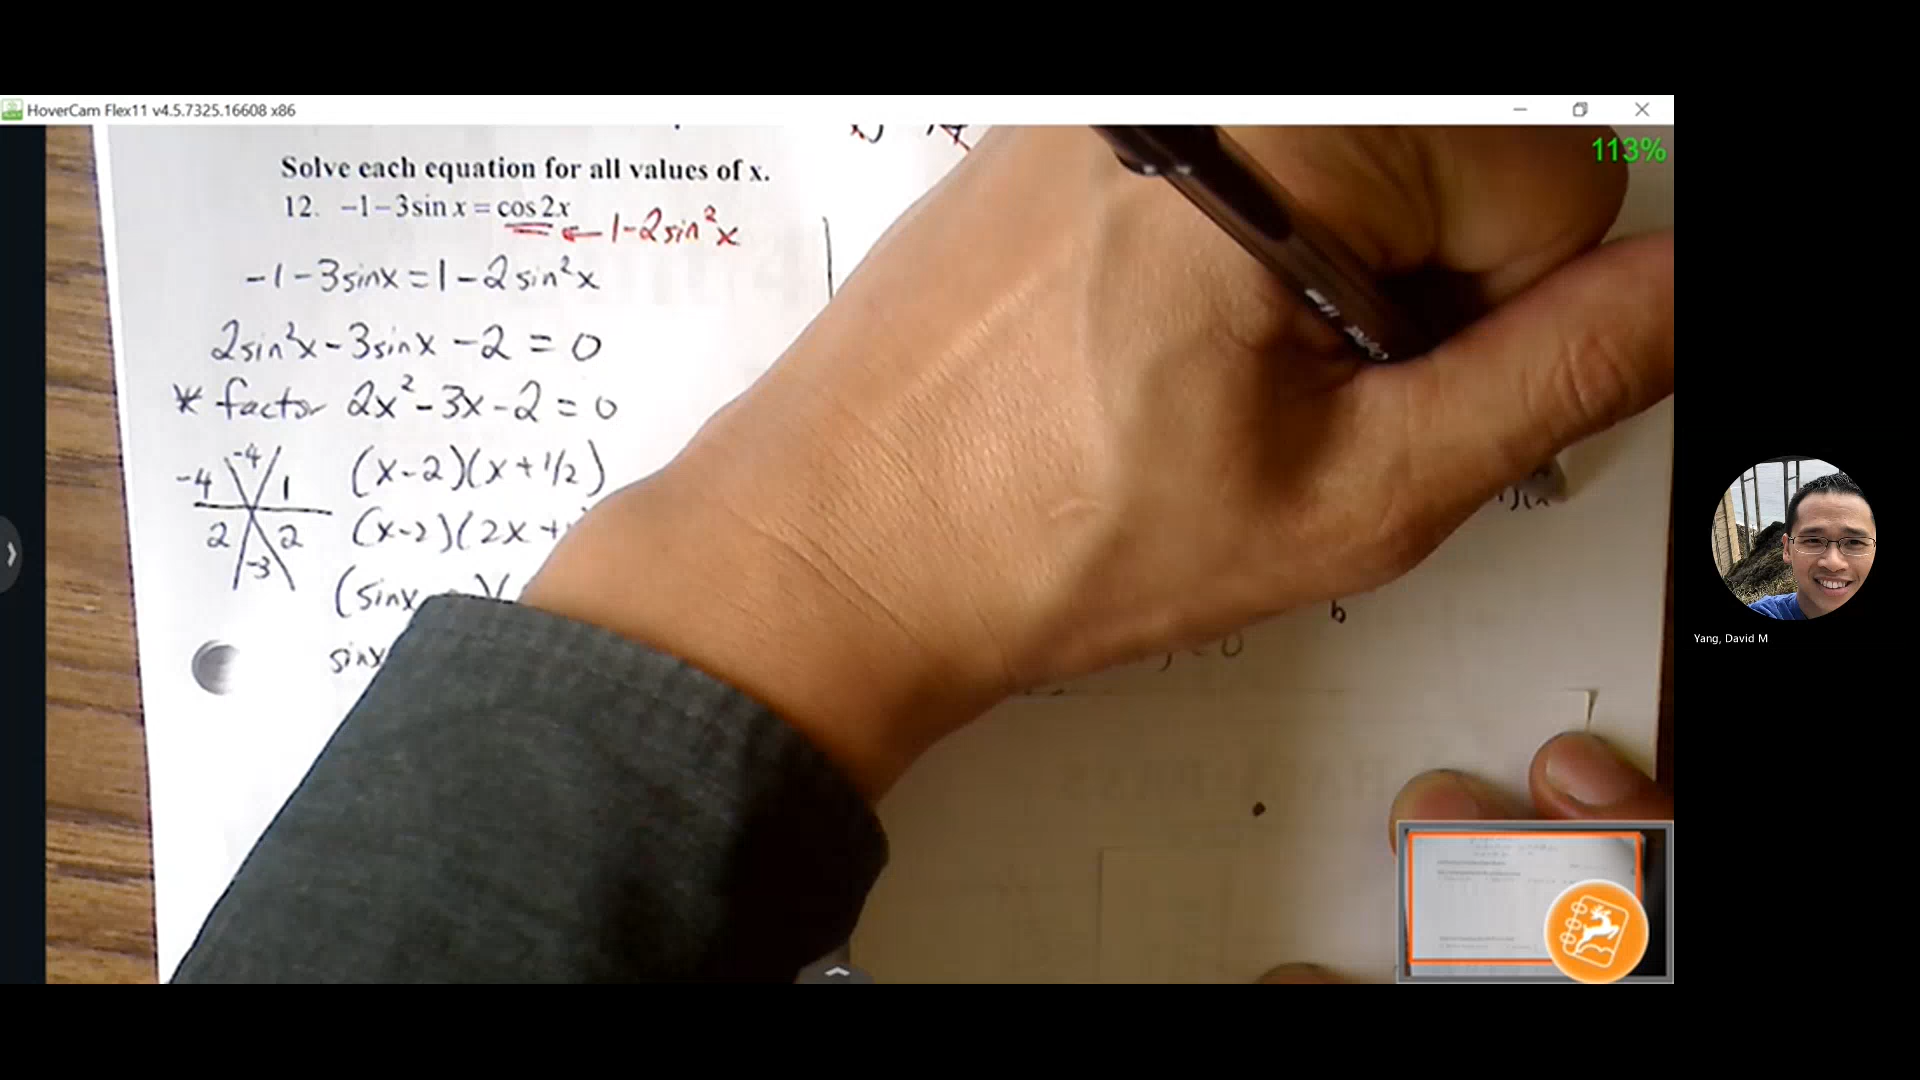 HoverCam Flex11 v4.5.7325.16608 x86
113%
Solve each equation for all values of x.
12. -1-3sin x = cos 2x
← 1-2sin²x
-1-3sinx=1-2sin²x
2sin²x-3sinx-2=0
* factor 2x²-3x-2=0
-4 -4 1
2 2
-3
(x-2)(x+1/2)
(x-2)(2x+
(sinx
sinx
b
Yang, David M